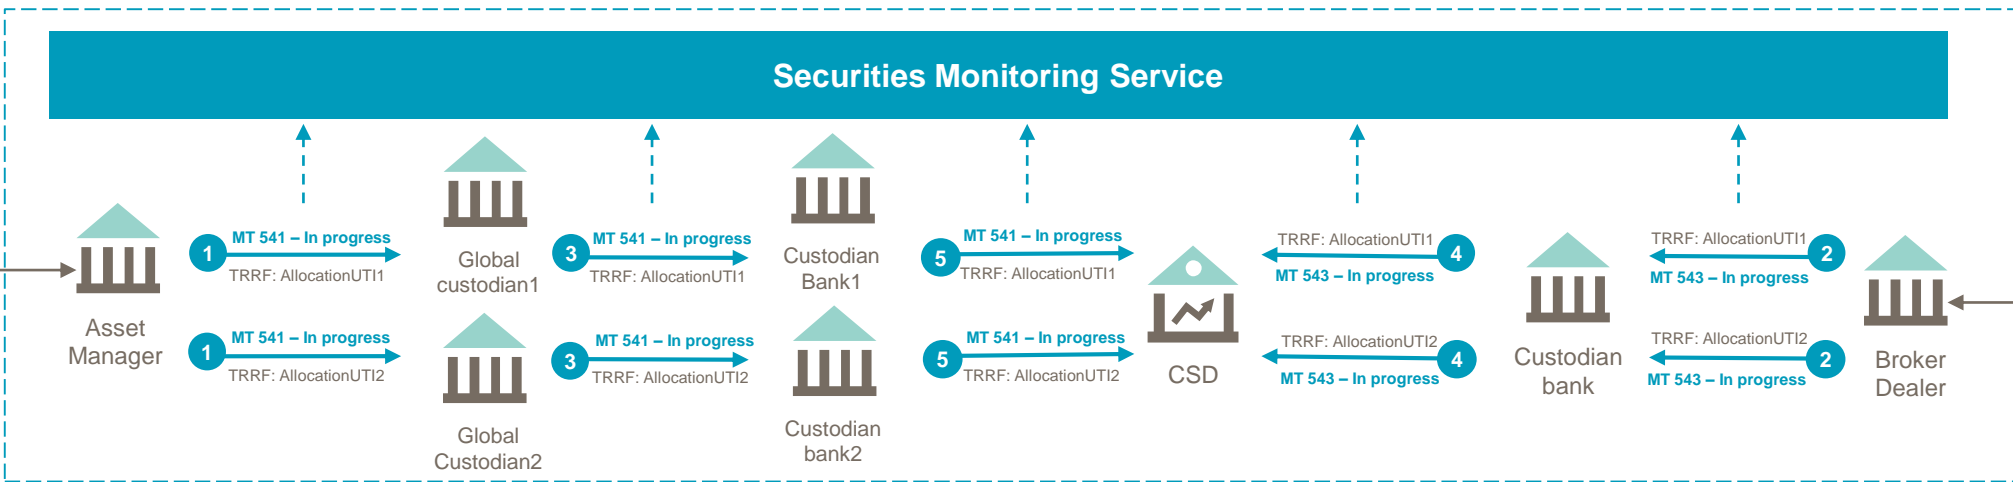 Securities Monitoring Service
1
MT 541 – In progress
TRRF: AllocationUTI1
3
MT 541 – In progress
TRRF: AllocationUTI1
5
MT 541 – In progress
TRRF: AllocationUTI1
TRRF: AllocationUTI1
4
MT 543 – In progress
TRRF: AllocationUTI1
2
MT 543 – In progress
Global
custodian1
Custodian
Bank1
Asset
Manager
1
MT 541 – In progress
TRRF: AllocationUTI2
3
MT 541 – In progress
TRRF: AllocationUTI2
5
MT 541 – In progress
TRRF: AllocationUTI2
CSD
TRRF: AllocationUTI2
4
MT 543 – In progress
Custodian
bank
TRRF: AllocationUTI2
2
MT 543 – In progress
Broker
Dealer
Global
Custodian2
Custodian
bank2